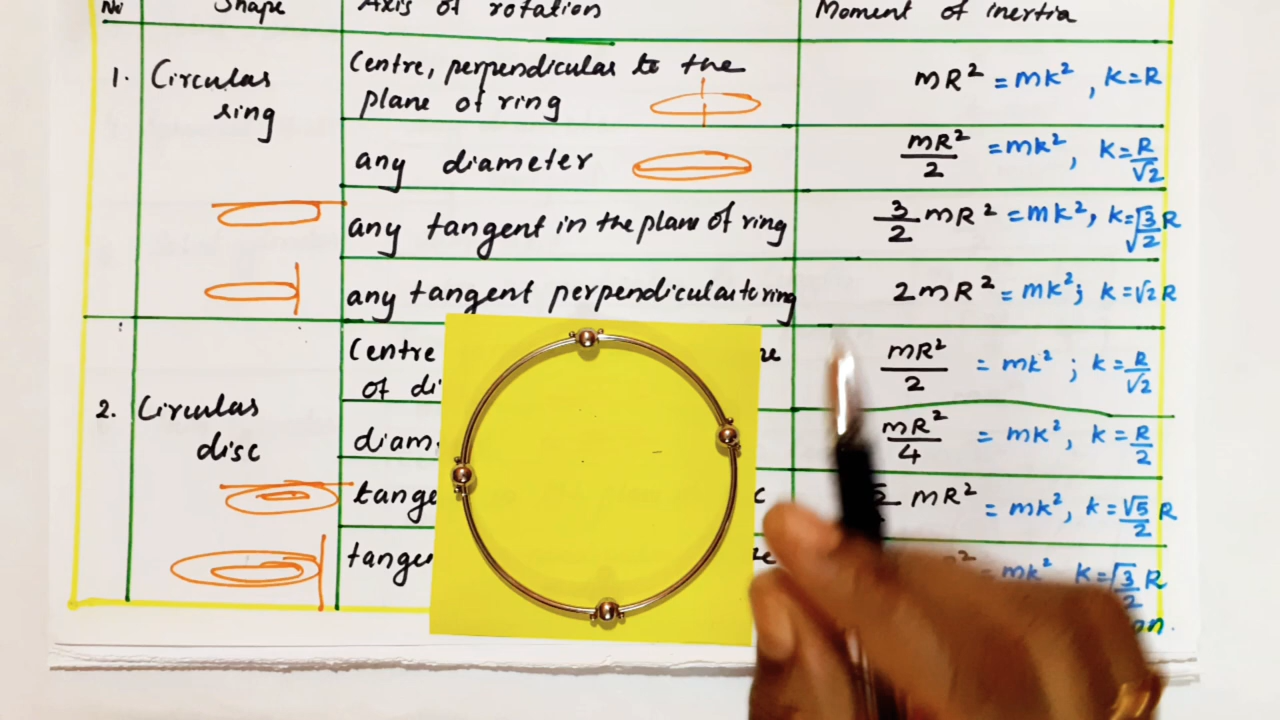 No Shape Axis of rotation Moment of inertia
1. Circular ring
Centre, perpendicular to the
plane of ring
mR² = mk² , k=R
any diameter
mR²/2 = mk², k=R/√2
any tangent in the plane of ring
3/2 mR² = mk², k=√3/2 R
any tangent perpendicular to ring
2mR² = mk²; k=√2R
2. Circular disc
Centre
of di
mR²/2 = mk² ; k=R/√2
diam
mR²/4 = mk², k=R/2
tange
mR² = mk², k=√5/2 R
tange
= mk² k=√3/2 R